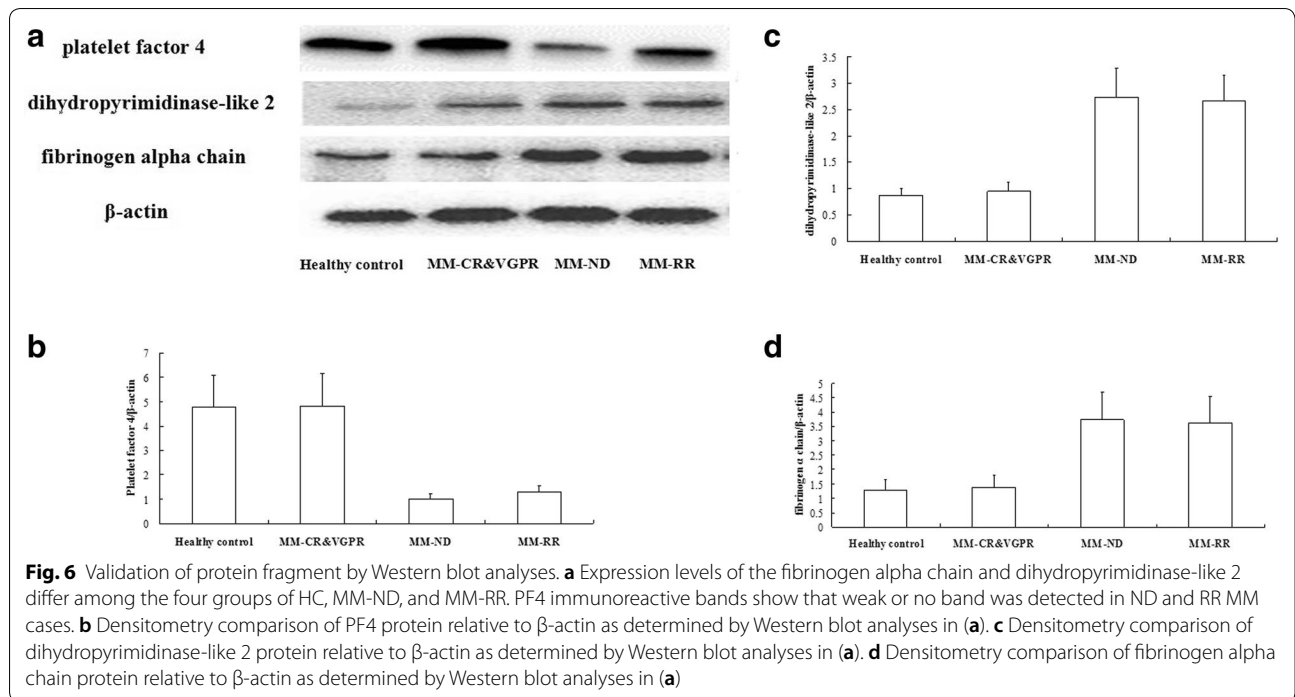 a
platelet factor 4
dihydropyrimidinase-like 2
fibrinogen alpha chain
β-actin
Healthy control MM-CR&VGPR MM-ND MM-RR
b
Platelet factor 4/β-actin
7
6
5
4
3
2
1
0
Healthy control MM-CR&VGPR MM-ND MM-RR
c
dihydropyrimidinase-like 2/β-actin
3.5
3
2.5
2
1.5
1
0.5
0
Healthy control MM-CR&VGPR MM-ND MM-RR
d
fibrinogen α chain/β-actin
5
4.5
4
3.5
3
2.5
2
1.5
1
0.5
0
Healthy control MM-CR&VGPR MM-ND MM-RR
Fig. 6 Validation of protein fragment by Western blot analyses. a Expression levels of the fibrinogen alpha chain and dihydropyrimidinase-like 2
differ among the four groups of HC, MM-ND, and MM-RR. PF4 immunoreactive bands show that weak or no band was detected in ND and RR MM
cases. b Densitometry comparison of PF4 protein relative to β-actin as determined by Western blot analyses in (a). c Densitometry comparison of
dihydropyrimidinase-like 2 protein relative to β-actin as determined by Western blot analyses in (a). d Densitometry comparison of fibrinogen alpha
chain protein relative to β-actin as determined by Western blot analyses in (a)